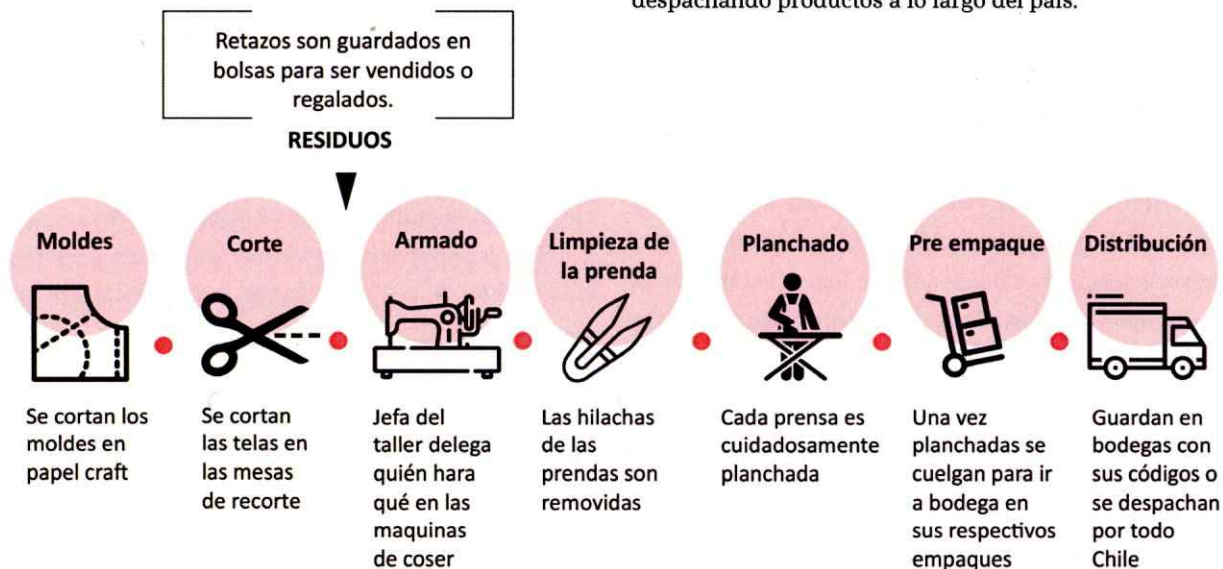 despachando productos a lo largo del país.
Retazos son guardados en
bolsas para ser vendidos o
regalados.
RESIDUOS
Moldes
Se cortan los
moldes en
papel craft
Corte
Se cortan
las telas en
las mesas
de recorte
Armado
Jefa del
taller delega
quién hara
qué en las
maquinas
de coser
Limpieza de
la prenda
Las hilachas
de las
prendas son
removidas
Planchado
Cada prensa es
cuidadosamente
planchada
Pre empaque
Una vez
planchadas se
cuelgan para ir
a bodega en
sus respectivos
empaques
Distribución
Guardan en
bodegas con
sus códigos o
se despachan
por todo
Chile